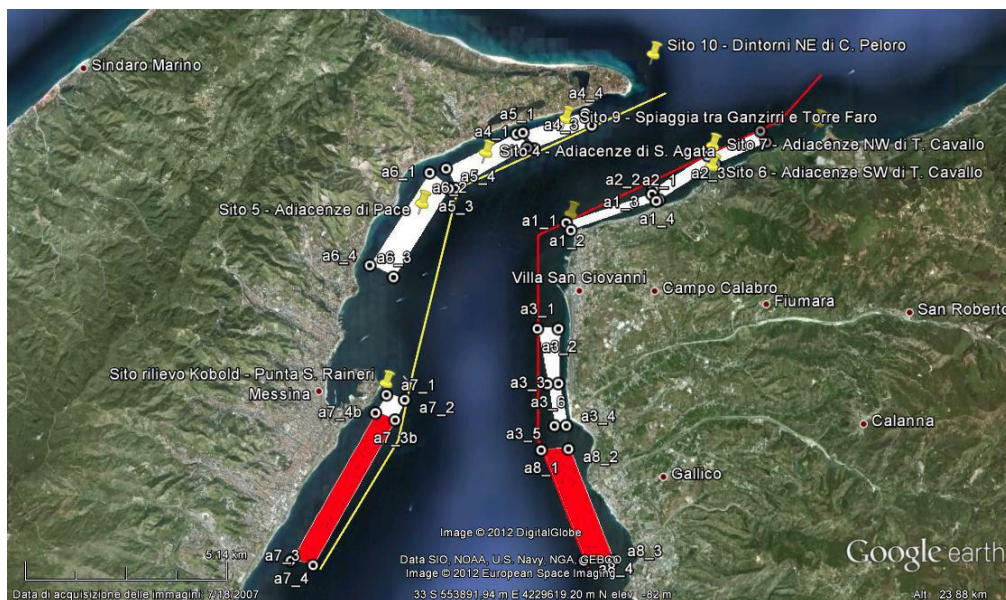 Sito 10 - Dintorni NE di C. Peloro
Sindaro Marino
a4_4
a5_1
a4_3
Sito 9 - Spiaggia tra Ganzirri e Torre Faro
a4_1
Sito 7 - Adiacenze NW di T. Cavallo
Sito 4 - Adiacenze di S. Agata
a6_1
a5_4
a2_3
Sito 6 - Adiacenze SW di T. Cavallo
a6_2
a2_2
a2_1
a5_3
Sito 5 - Adiacenze di Pace
a1_3
a1_4
a1_1
a1_2
a6_4
a6_3
Villa San Giovanni
Campo Calabro
Fiumara
a3_1
San Roberto
a3_2
Sito rilievo Kobold - Punta S. Raineri
a3_3
a7_1
Messina
a3_6
a7_4b
a7_2
a3_4
Calanna
a7_3b
a3_5
a8_2
a8_1
Gallico
Image © 2012 DigitalGlobe
5.14 km
a7_3
Data SIO, NOAA, U.S. Navy, NGA, GEBCO
a8_3
a8_4
Google earth
a7_4
Image © 2012 European Space Imaging
Data di acquisizione delle immagini: 7/18/2007
33 S 553891.94 m E 4229619.20 m N elev -82 m
Alt 23.88 km